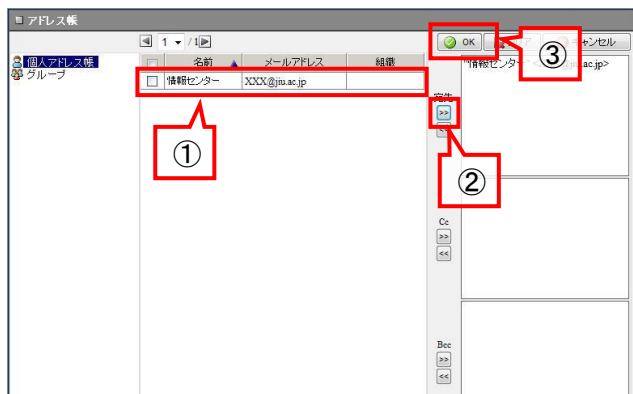 アドレス帳
1 / 1
OK
キャンセル
③
個人アドレス帳
グループ
名前 メールアドレス 組織
情報センター XXX@jiu.ac.jp
"情報センター" < ac.jp>
宛先
>>
<<
①
②
Cc
>>
<<
Bcc
>>
<<